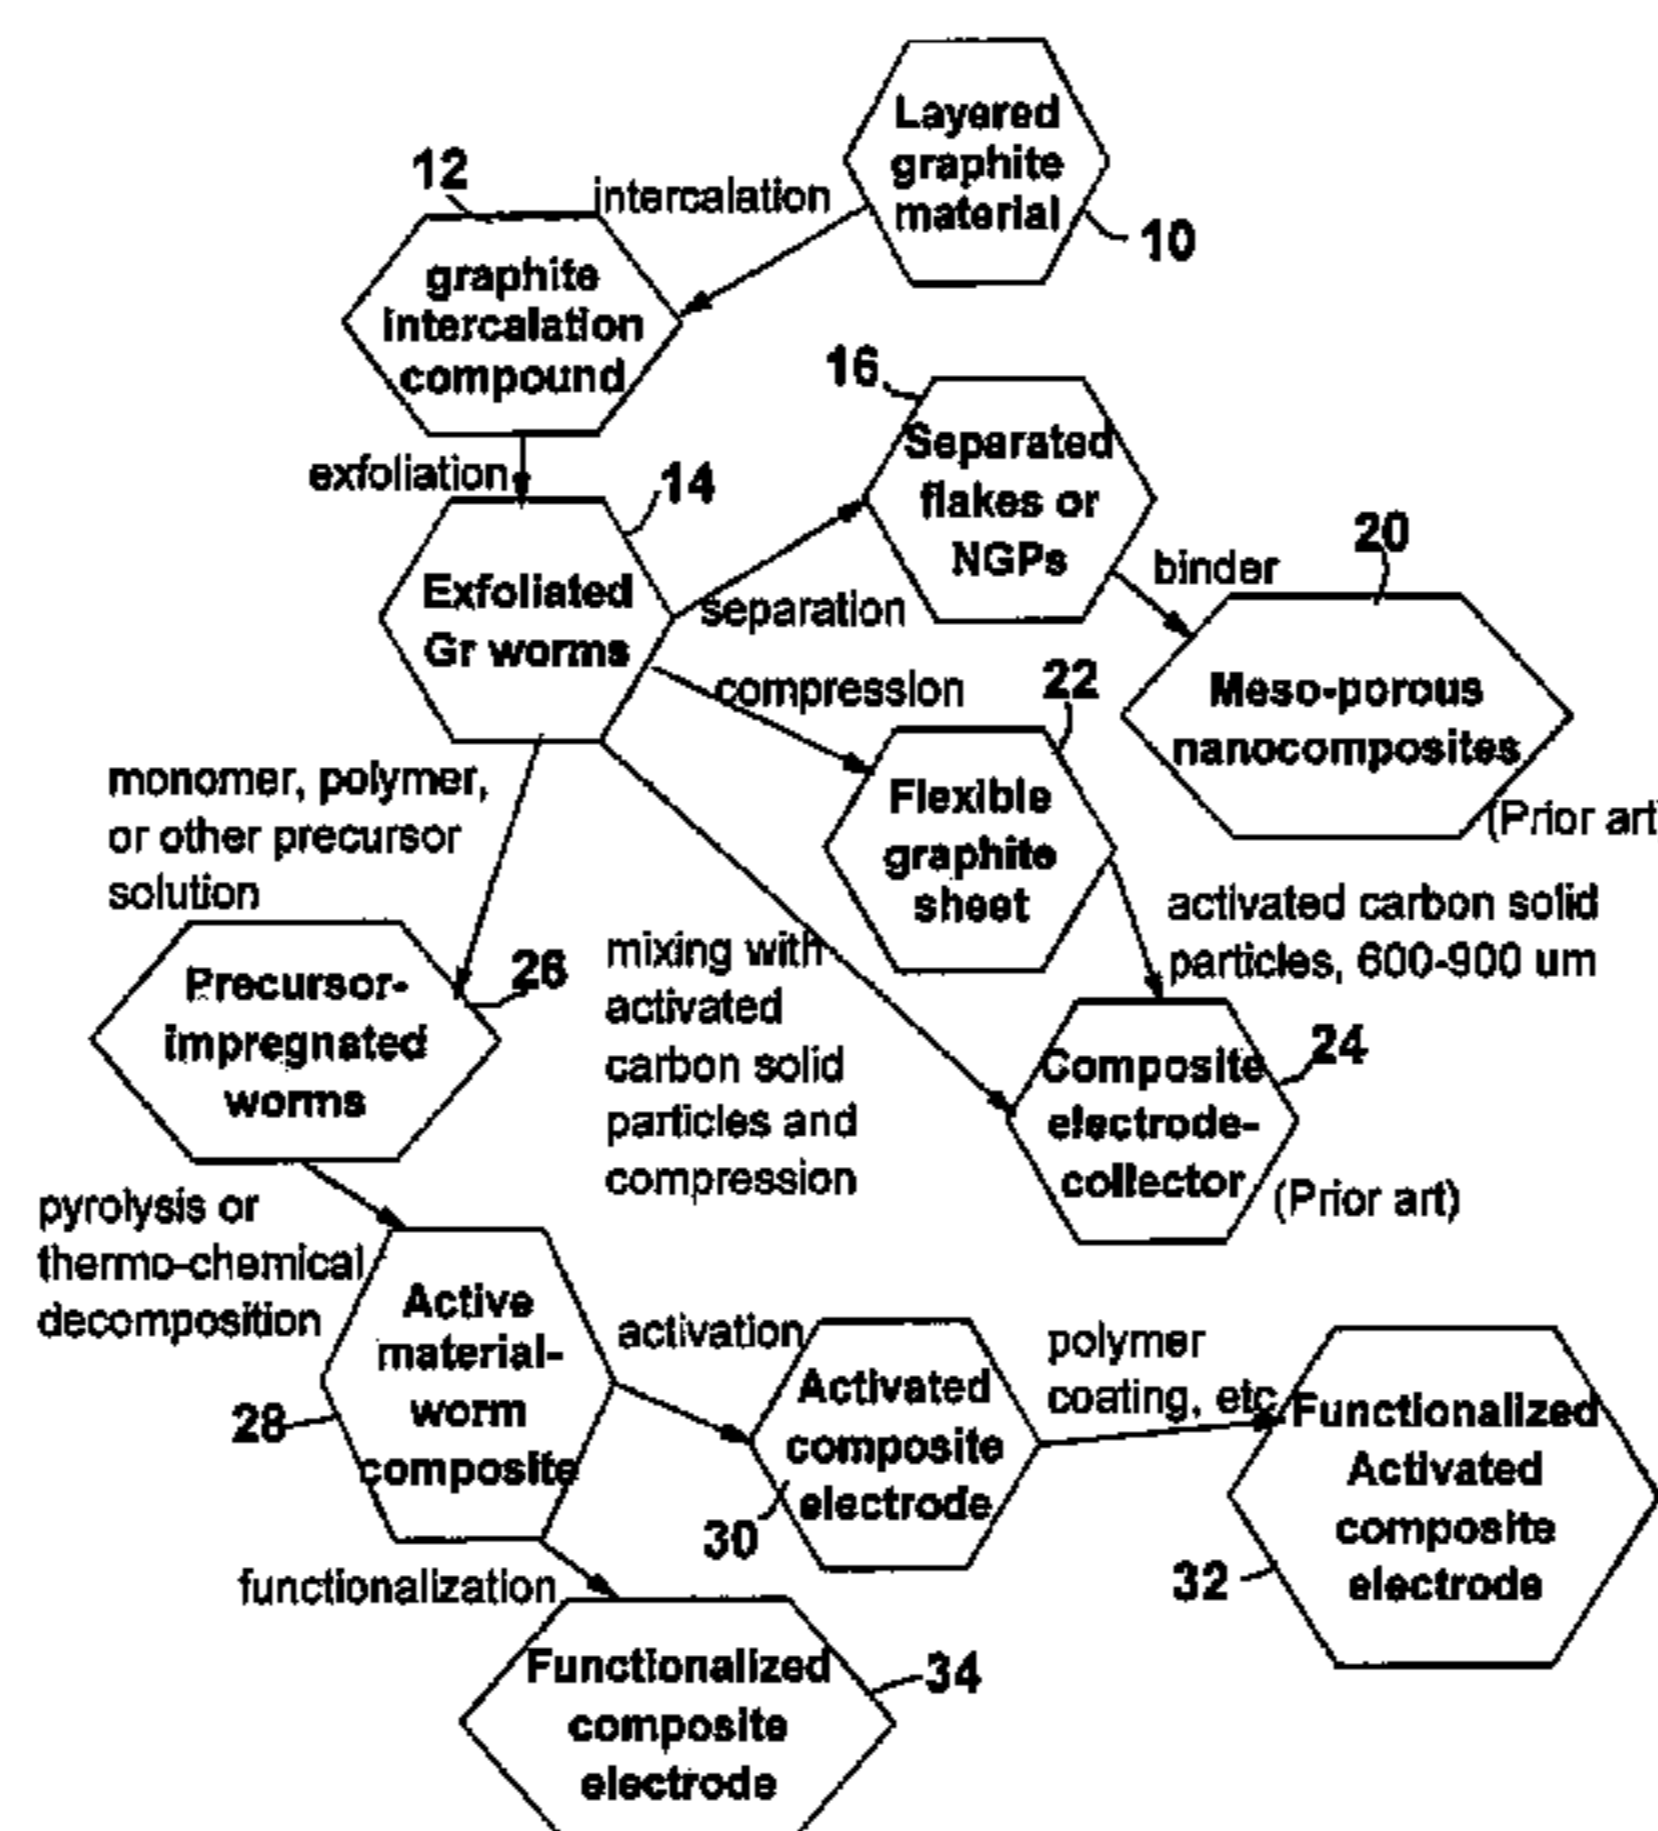 Layered
graphite
material
10
intercalation
12
graphite
intercalation
compound
exfoliation
14
Exfoliated
Gr worms
16
Separated
flakes or
NGPs
separation
binder
20
Meso-porous
nanocomposites
(Prior art)
compression
22
Flexible
graphite
sheet
activated carbon solid
particles, 600-900 um
monomer, polymer,
or other precursor
solution
26
Precursor-
impregnated
worms
mixing with
activated
carbon solid
particles and
compression
24
Composite
electrode-
collector
(Prior art)
pyrolysis or
thermo-chemical
decomposition
28
Active
material-
worm
composite
activation
30
Activated
composite
electrode
polymer
coating, etc.
32
Functionalized
Activated
composite
electrode
functionalization
34
Functionalized
composite
electrode